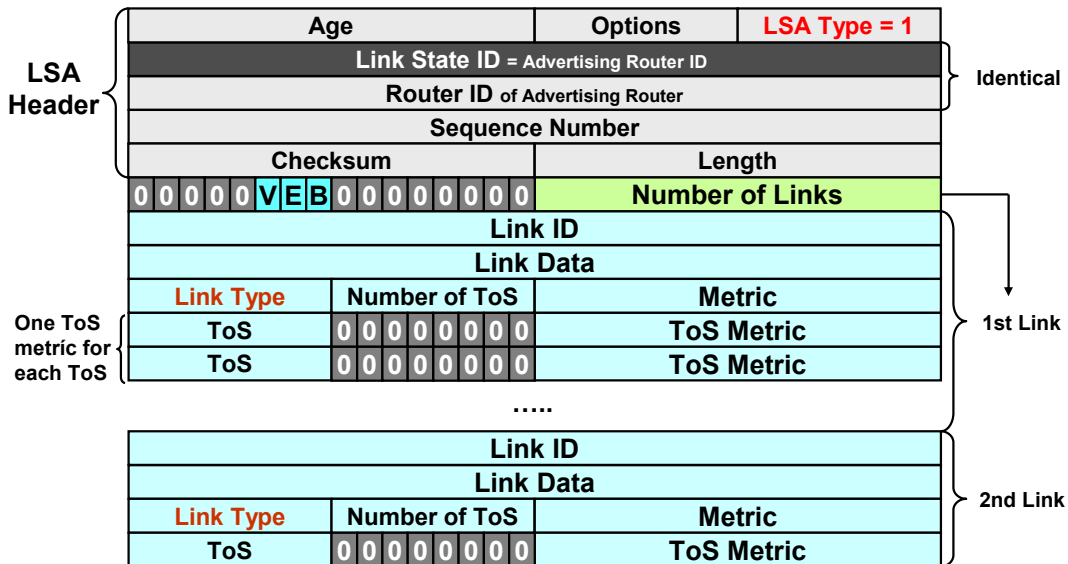 Age Options LSA Type = 1
Link State ID = Advertising Router ID
LSA Header
Identical
Router ID of Advertising Router
Sequence Number
Checksum Length
0 0 0 0 0 V E B 0 0 0 0 0 0 0 0 Number of Links
Link ID
Link Data
Link Type Number of ToS Metric
One ToS metríc for each ToS
ToS 0 0 0 0 0 0 0 0 ToS Metric
1st Link
ToS 0 0 0 0 0 0 0 0 ToS Metric
.....
Link ID
Link Data
2nd Link
Link Type Number of ToS Metric
ToS 0 0 0 0 0 0 0 0 ToS Metric